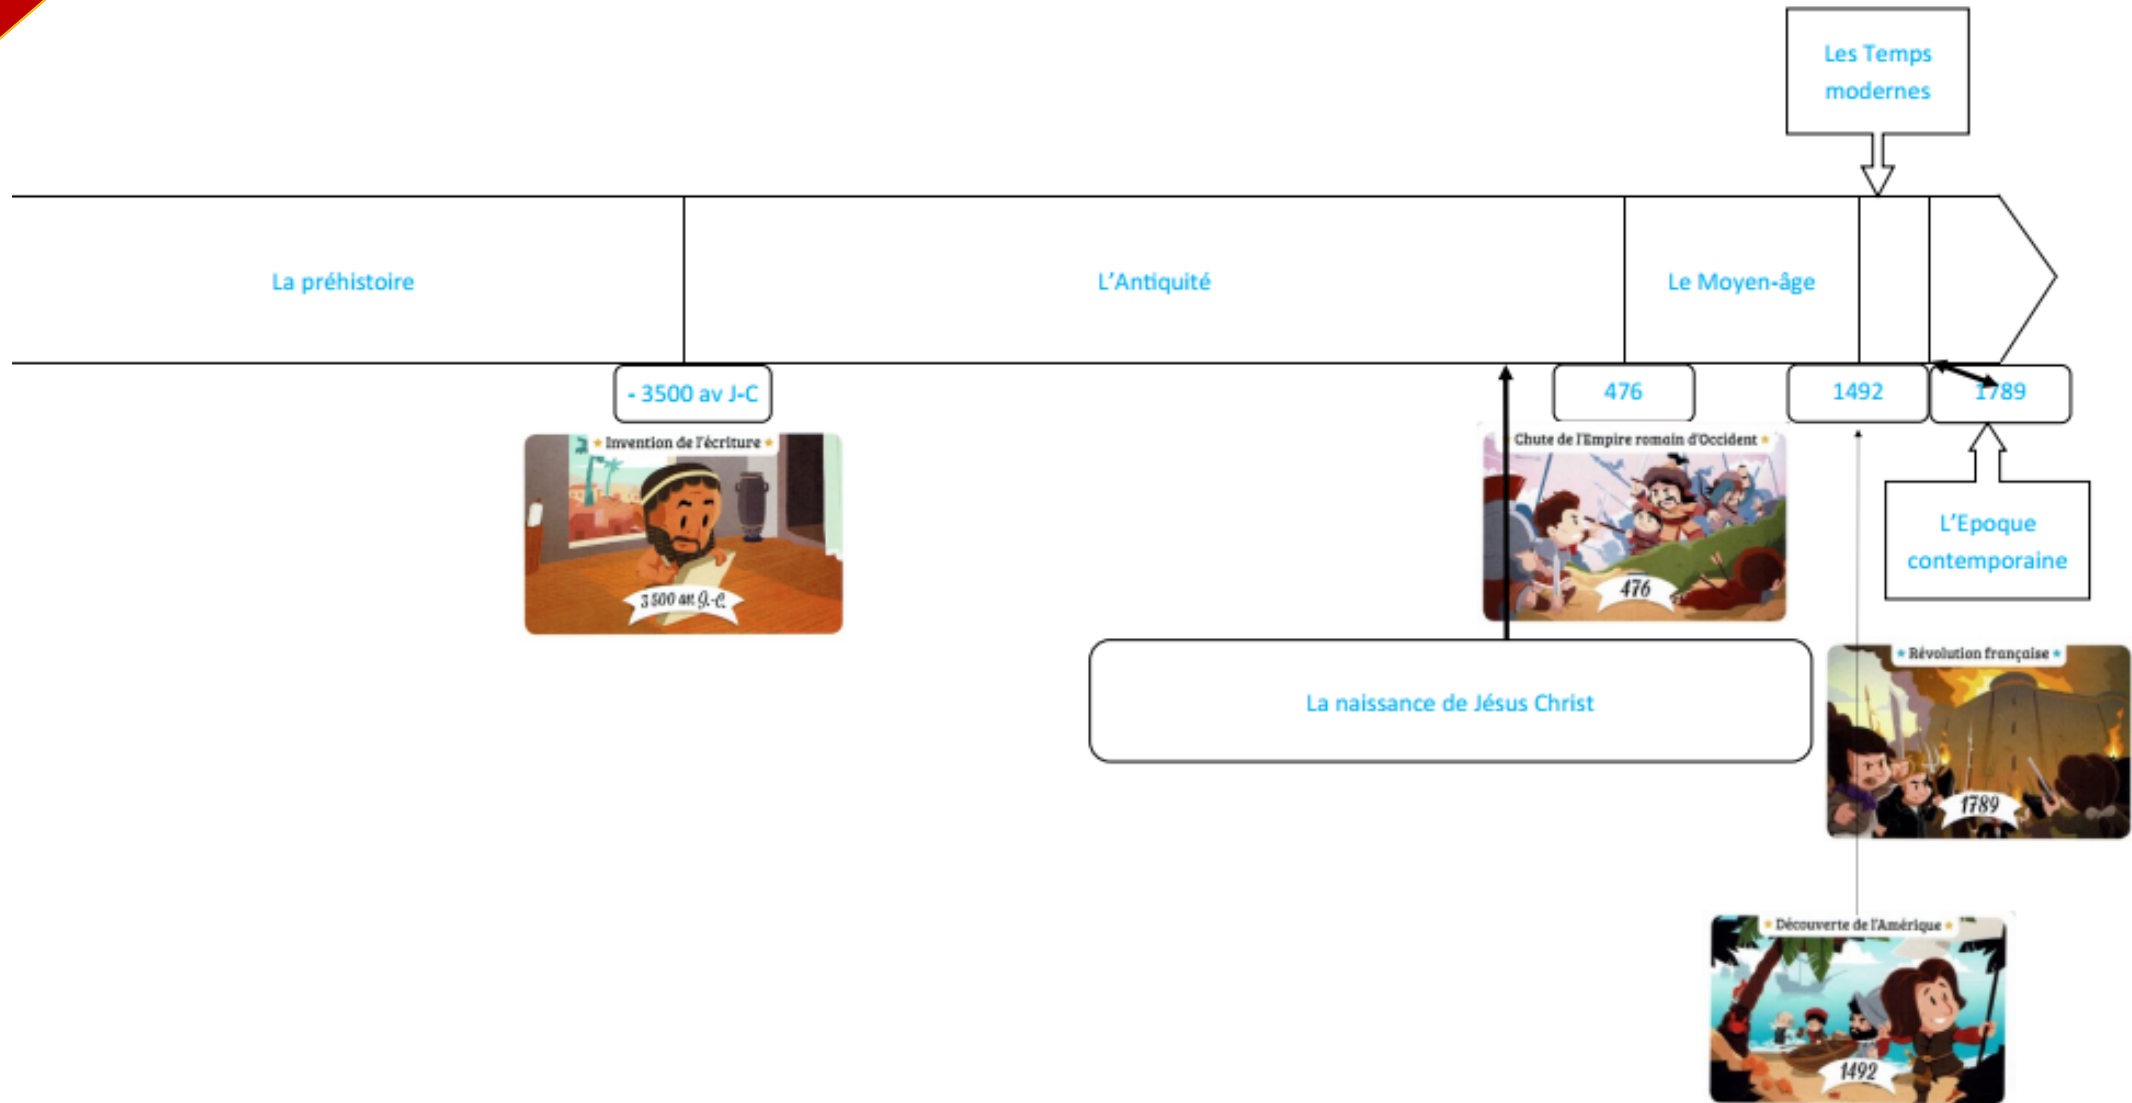 Les Temps
modernes
La préhistoire
L'Antiquité
Le Moyen-âge
- 3500 av J-C
476
1492
1789
★ Invention de l'écriture ★
3 500 av. J.-C.
Chute de l'Empire romain d'Occident ★
476
L'Epoque
contemporaine
La naissance de Jésus Christ
★ Révolution française ★
1789
★ Découverte de l'Amérique ★
1492